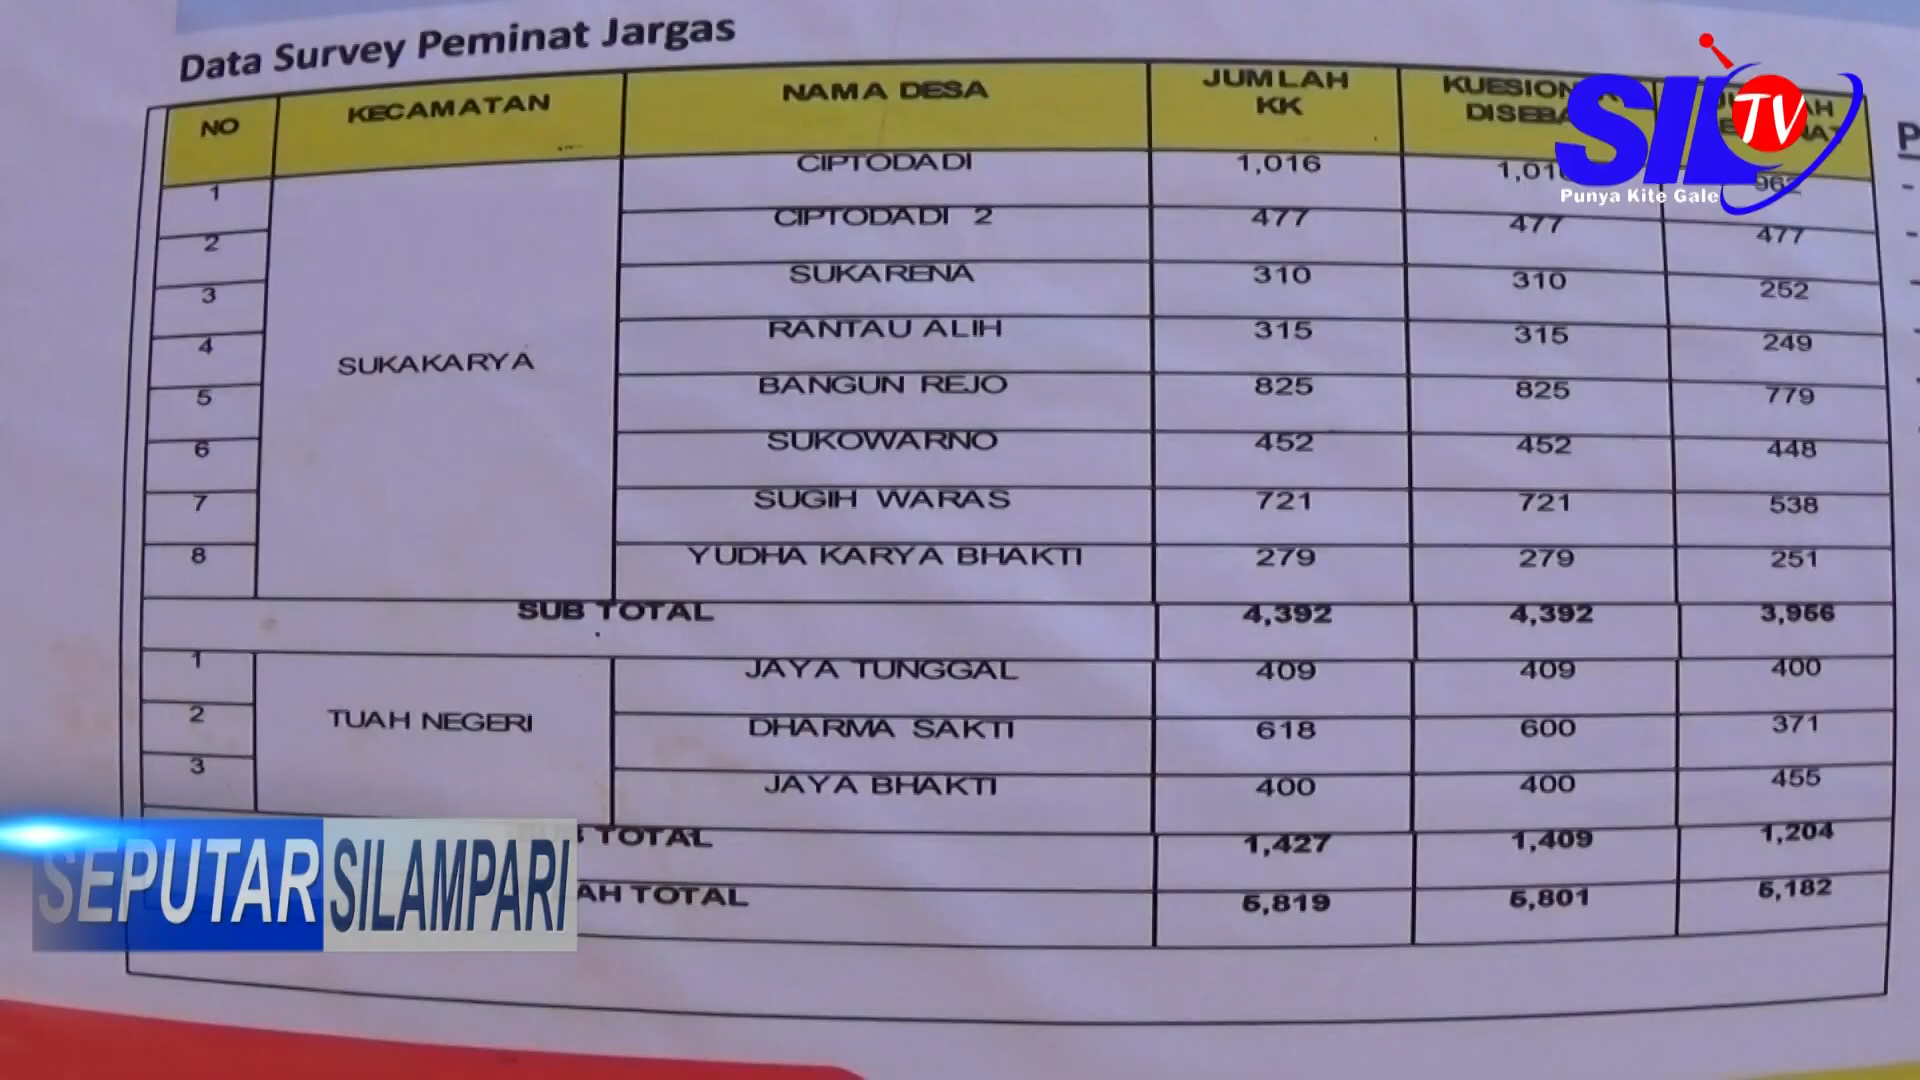 Data Survey Peminat Jargas
NO KECAMATAN NAMA DESA JUMLAH KK
SUKAKARYA
1 CIPTODADI 1,016
2 CIPTODADI 2 477 477 477
3 SUKARENA 310 310 252
4 RANTAU ALIH 315 315 249
5 BANGUN REJO 825 825 779
6 SUKOWARNO 452 452 448
7 SUGIH WARAS 721 721 538
8 YUDHA KARYA BHAKTI 279 279 251
SUB TOTAL 4,392 4,392 3,956
TUAH NEGERI
1 JAYA TUNGGAL 409 409 400
2 DHARMA SAKTI 618 600 371
3 JAYA BHAKTI 400 400 455
TOTAL 1,427 1,409 1,204
TOTAL 5,819 5,801 5,182
SIL TV
Punya Kite Gale
SEPUTAR SILAMPARI